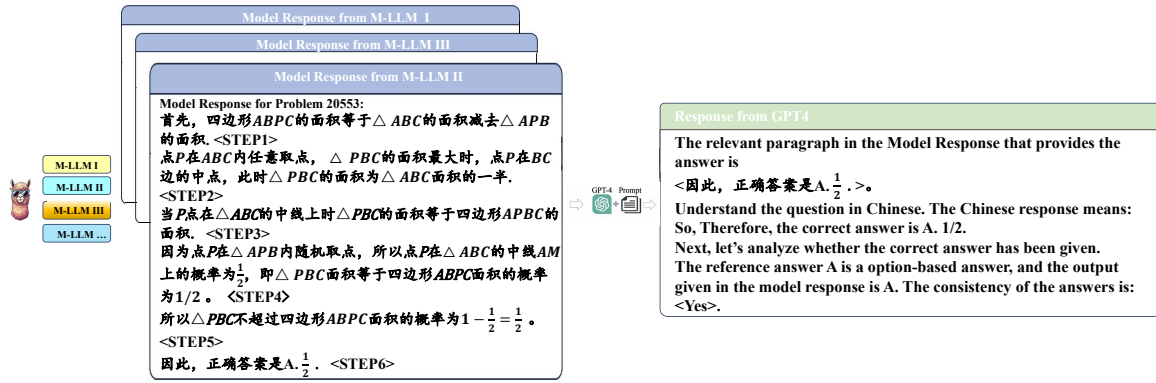 Model Response from M-LLM I
Model Response from M-LLM III
Model Response from M-LLM II
Model Response for Problem 20553:
首先，四边形ABPC的面积等于△ ABC的面积减去△ APB
的面积. <STEP1>
点P在ABC内任意取点， △ PBC的面积最大时，点P在BC
边的中点，此时△ PBC的面积为△ ABC面积的一半.
<STEP2>
当P点在△ABC的中线上时△PBC的面积等于四边形APBC的
面积. <STEP3>
因为点P在△ APB内随机取点，所以点P在△ ABC的中线AM
上的概率为1/2，即△ PBC面积等于四边形ABPC面积的概率
为1/2 。 <STEP4>
所以△PBC不超过四边形ABPC面积的概率为1 − 1/2 = 1/2 。
<STEP5>
因此，正确答案是A. 1/2 . <STEP6>
M-LLM I
M-LLM II
M-LLM III
M-LLM …
GPT-4 Prompt
+
Response from GPT4
The relevant paragraph in the Model Response that provides the
answer is
<因此，正确答案是A. 1/2 . >。
Understand the question in Chinese. The Chinese response means:
So, Therefore, the correct answer is A. 1/2.
Next, let's analyze whether the correct answer has been given.
The reference answer A is a option-based answer, and the output
given in the model response is A. The consistency of the answers is:
<Yes>.